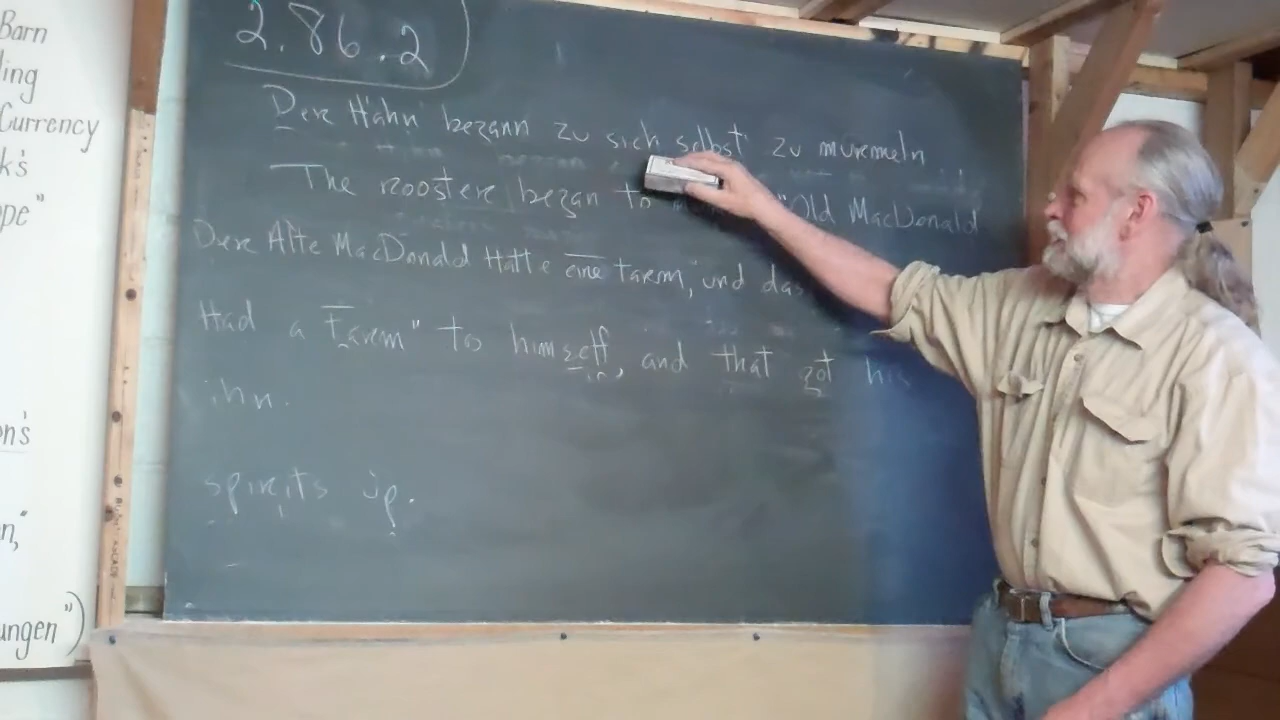 Barn
ling
Currency
k's
ope"
en's
n,"
ungen")
2.86.2
Der Hahn begann zu sich selbst zu murmeln
The rooster began to "Old MacDonald
Der Alte MacDonald Hatte eine Farm," und das
Had a Farm" to himself, and that got his
ihn.
spirits up.